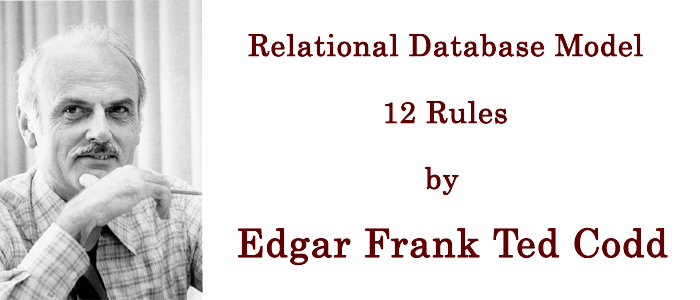 Relational Database Model
12 Rules
by
Edgar Frank Ted Codd